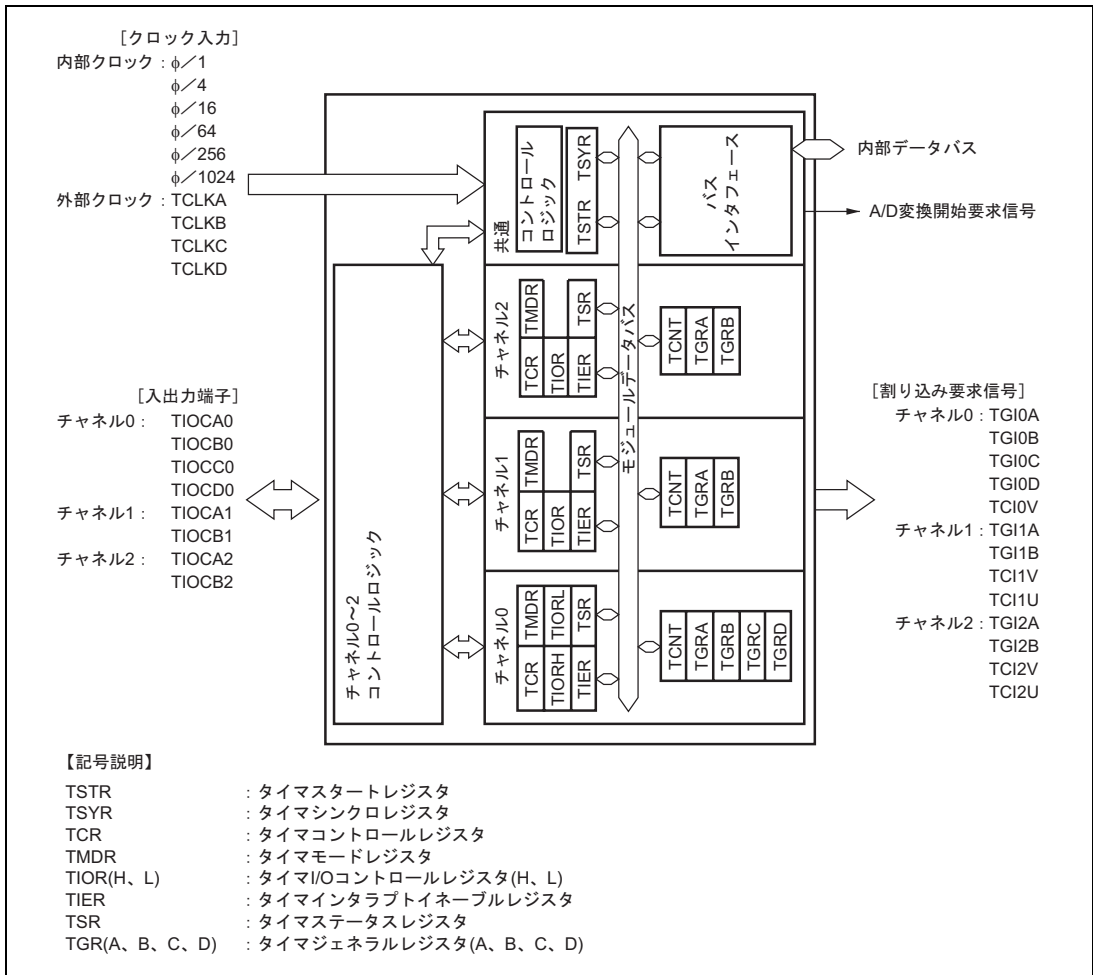 [クロック入力]
内部クロック：φ／1
φ／4
φ／16
φ／64
φ／256
φ／1024
外部クロック：TCLKA
TCLKB
TCLKC
TCLKD
[入出力端子]
チャネル0： TIOCA0
TIOCB0
TIOCC0
TIOCD0
チャネル1： TIOCA1
TIOCB1
チャネル2： TIOCA2
TIOCB2
チャネル0～2
コントロールロジック
共通
コントロール
ロジック
TSTR TSYR
バス
インタフェース
モジュールデータバス
チャネル2
TCR TMDR
TIOR
TIER TSR
TCNT
TGRA
TGRB
チャネル1
TCR TMDR
TIOR
TIER TSR
TCNT
TGRA
TGRB
チャネル0
TCR TMDR
TIORH TIORL
TIER TSR
TCNT
TGRA
TGRB
TGRC
TGRD
内部データバス
A/D変換開始要求信号
[割り込み要求信号]
チャネル0：TGI0A
TGI0B
TGI0C
TGI0D
TCI0V
チャネル1：TGI1A
TGI1B
TCI1V
TCI1U
チャネル2：TGI2A
TGI2B
TCI2V
TCI2U
【記号説明】
TSTR ：タイマスタートレジスタ
TSYR ：タイマシンクロレジスタ
TCR ：タイマコントロールレジスタ
TMDR ：タイマモードレジスタ
TIOR(H、L) ：タイマI/Oコントロールレジスタ(H、L)
TIER ：タイマインタラプトイネーブルレジスタ
TSR ：タイマステータスレジスタ
TGR(A、B、C、D) ：タイマジェネラルレジスタ(A、B、C、D)